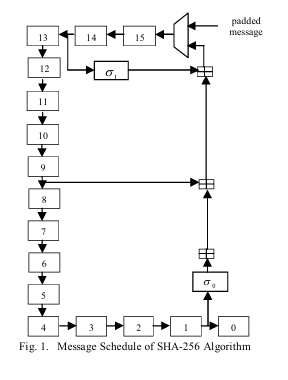 padded
message
13 14 15
σ1
12
11
10
9
8
7
6
5
σ0
4 3 2 1 0
Fig. 1. Message Schedule of SHA-256 Algorithm